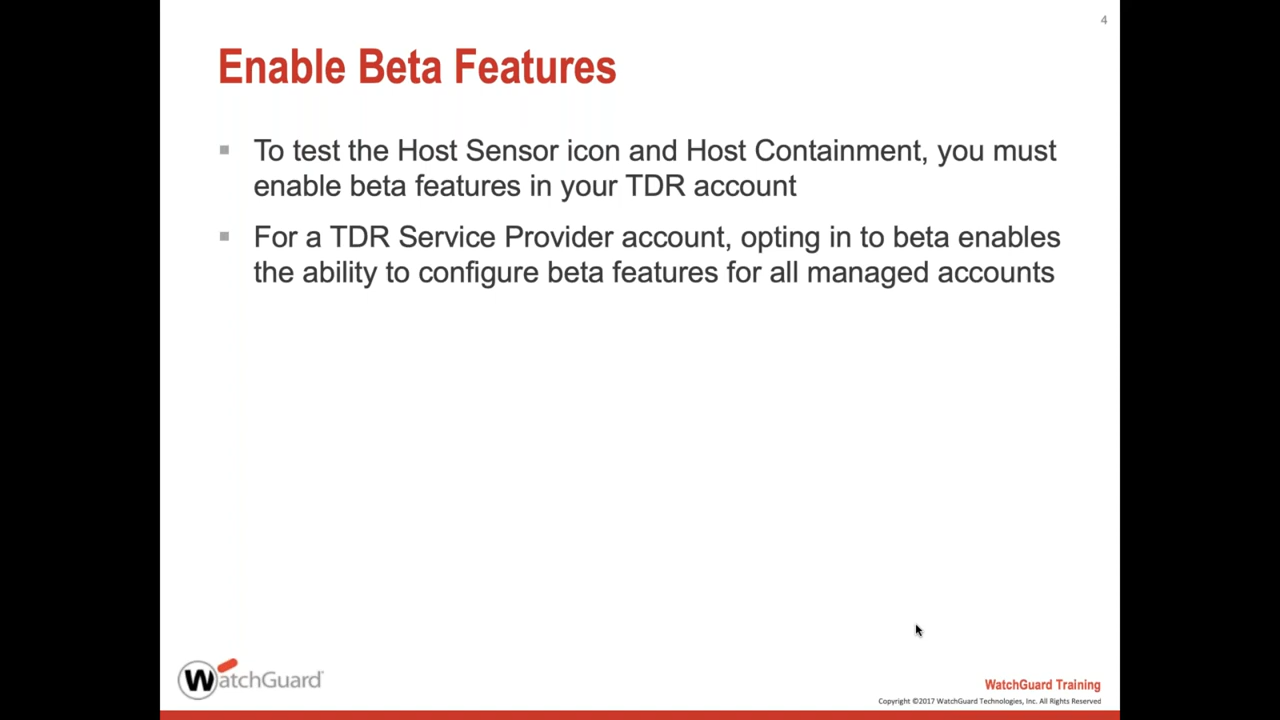 4
Enable Beta Features
To test the Host Sensor icon and Host Containment, you must
enable beta features in your TDR account
For a TDR Service Provider account, opting in to beta enables
the ability to configure beta features for all managed accounts
WatchGuard
WatchGuard Training
Copyright ©2017 WatchGuard Technologies, Inc. All Rights Reserved